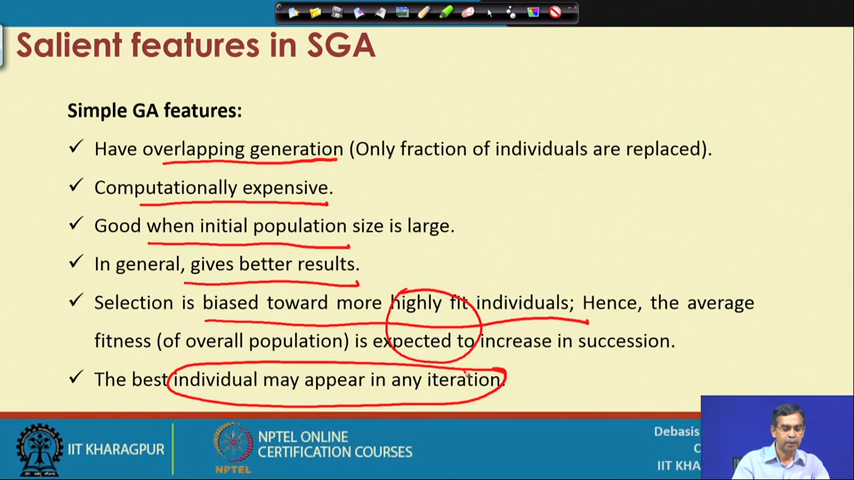 Salient features in SGA
Simple GA features:
✓ Have overlapping generation (Only fraction of individuals are replaced).
✓ Computationally expensive.
✓ Good when initial population size is large.
✓ In general, gives better results.
✓ Selection is biased toward more highly fit individuals; Hence, the average
fitness (of overall population) is expected to increase in succession.
✓ The best individual may appear in any iteration.
IIT KHARAGPUR
NPTEL
NPTEL ONLINE
CERTIFICATION COURSES
Debasis
IIT KHA